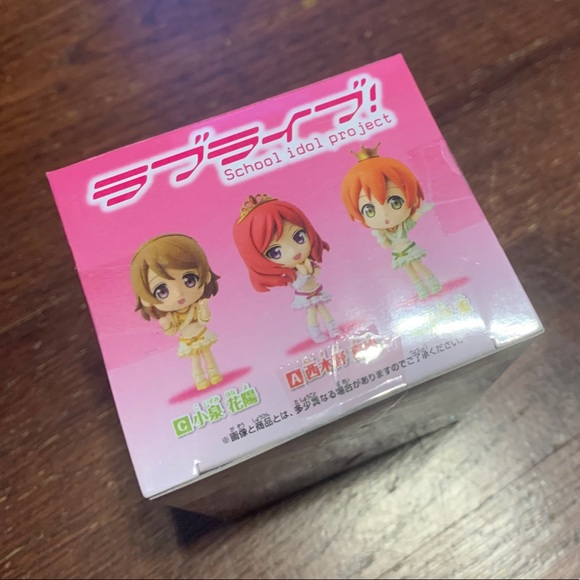 ラブライブ!
School idol project
A 西木野
C 小泉 花陽
※画像と商品とは、多少異なる場合がありますのでご了承ください。